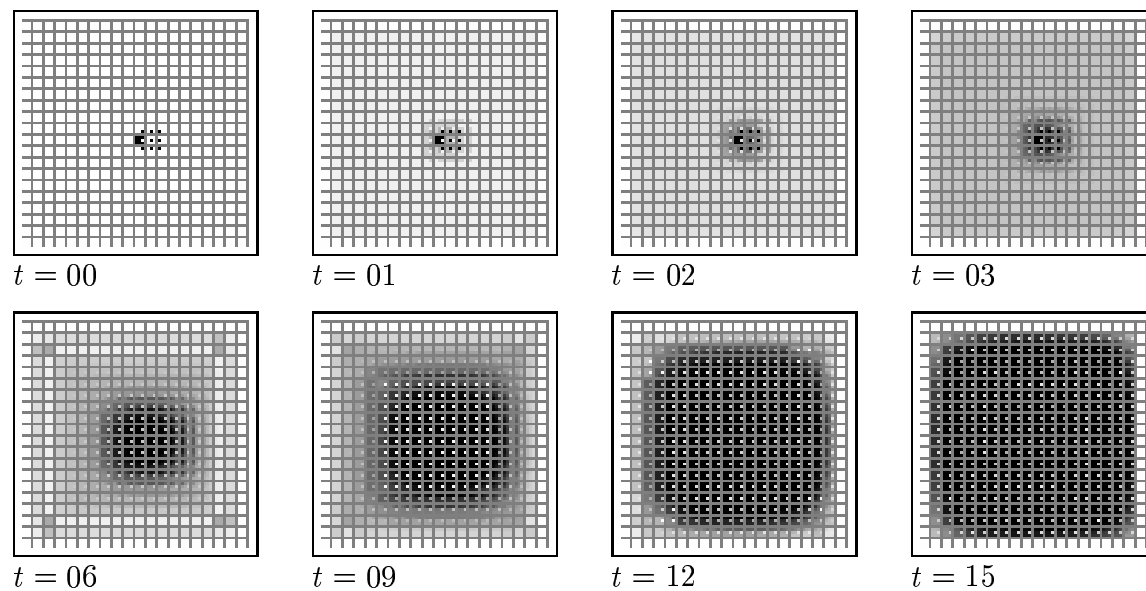 t = 00
t = 01
t = 02
t = 03
t = 06
t = 09
t = 12
t = 15